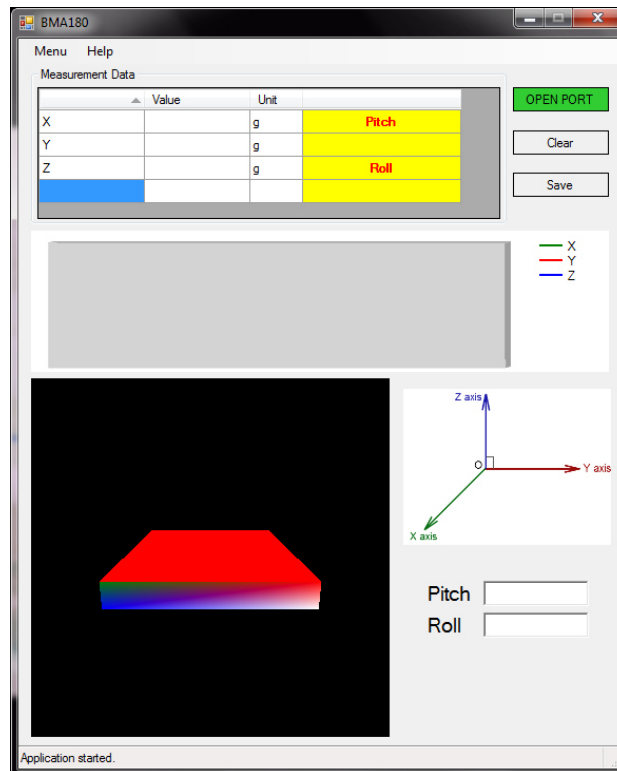 BMA180
Menu Help
Measurement Data
Value Unit
X g Pitch
Y g
Z g Roll
OPEN PORT
Clear
Save
X
Y
Z
Z axis
O
Y axis
X axis
Pitch
Roll
Application started.